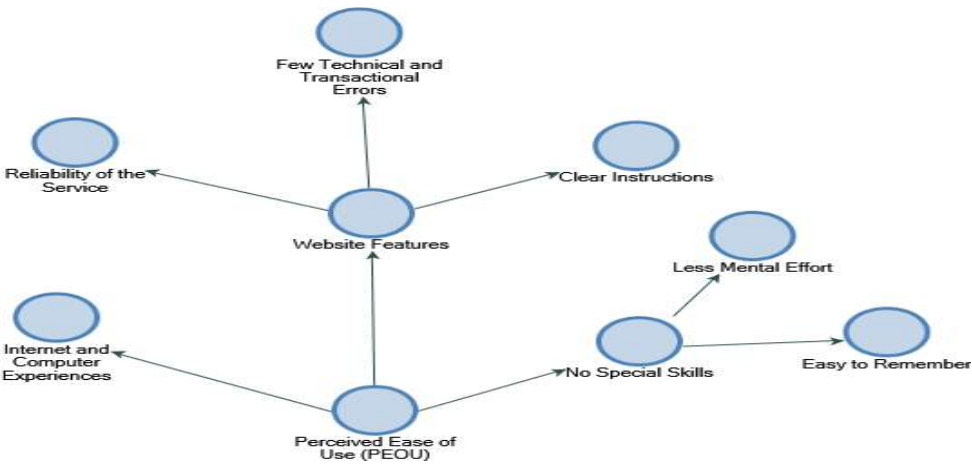 Few Technical and
Transactional
Errors
Reliability of the
Service
Clear Instructions
Website Features
Less Mental Effort
Internet and
Computer
Experiences
No Special Skills
Easy to Remember
Perceived Ease of
Use (PEOU)